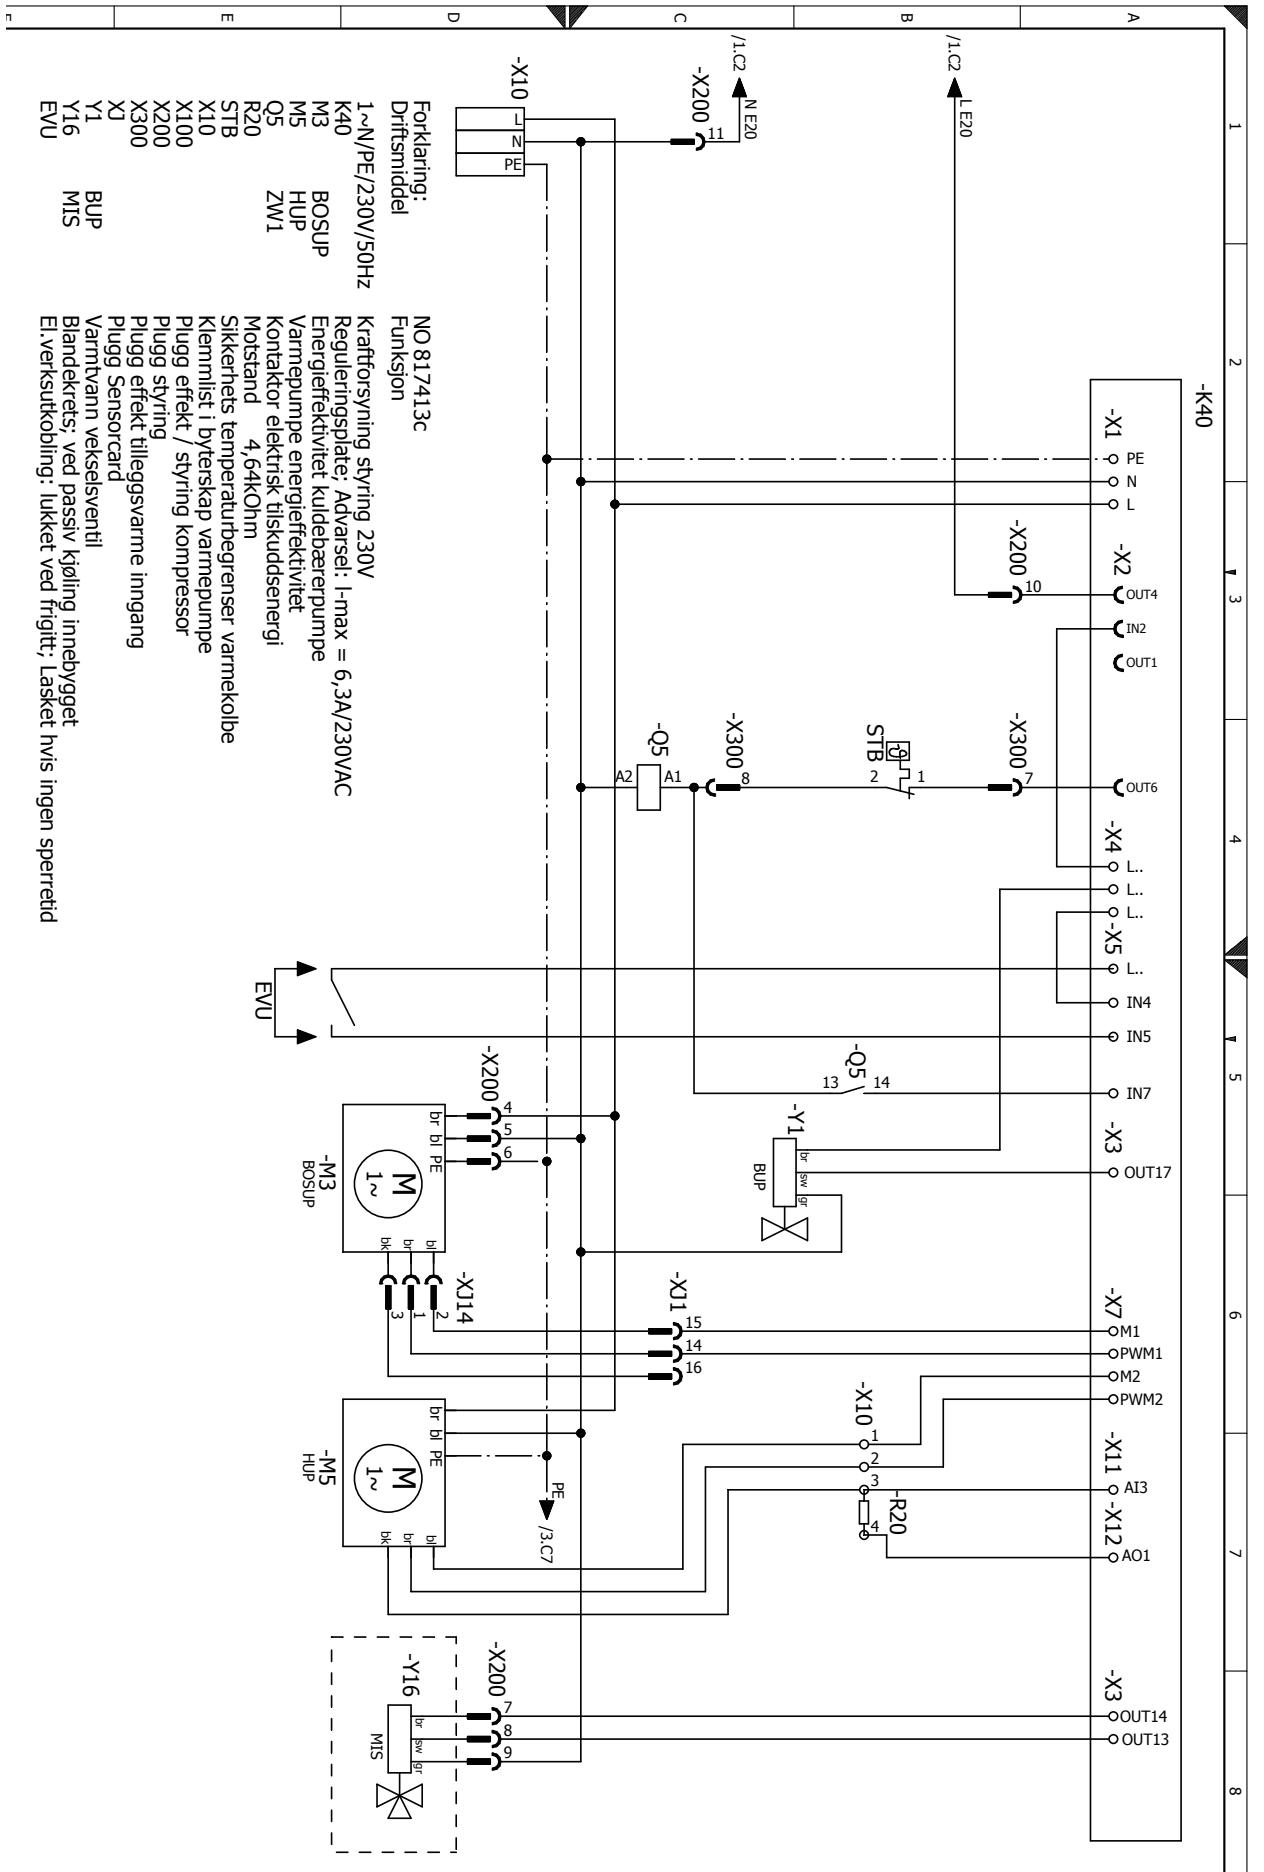 1
2
3
4
5
6
7
8
A
B
C
D
E
F
-K40
-X1
PE
N
L
-X2
OUT4
IN2
OUT1
OUT6
-X4
L..
L..
L..
-X5
L..
IN4
IN5
IN7
-X3
OUT17
-X7
M1
PWM1
M2
PWM2
-X11
AI3
-X12
AO1
-X3
OUT14
OUT13
/1.C2
L E20
-X200
10
-X300
7
STB
1
2
-X300
8
-Q5
A1
A2
-Q5
13
14
-Y1
BUP
br
sw
gr
-X10
1
2
3
4
-R20
/1.C2
N E20
-X200
11
-XJ1
15
14
16
-X10
L
N
PE
EVU
-X200
4
5
6
br
bl
PE
M
1~
-M3
BOSUP
bk
br
bl
-XJ14
3
1
2
br
bl
PE
M
1~
-M5
HUP
bk
br
bl
PE
/3.C7
-X200
7
8
9
-Y16
br
sw
gr
MIS
Forklaring: NO 817413c
Driftsmiddel Funksjon
1~N/PE/230V/50Hz Kraftforsyning styring 230V
K40 Reguleringsplate; Advarsel: I-max = 6,3A/230VAC
M3 BOSUP Energieffektivitet kuldebærerpumpe
M5 HUP Varmepumpe energieffektivitet
Q5 ZW1 Kontaktor elektrisk tilskuddsenergi
R20 Motstand 4,64kOhm
STB Sikkerhets temperaturbegrenser varmekolbe
X10 Klemmlist i byterskap varmepumpe
X100 Plugg effekt / styring kompressor
X200 Plugg styring
X300 Plugg effekt tilleggsvarme inngang
XJ Plugg Sensorcard
Y1 BUP Varmtvann vekselsventil
Y16 MIS Blandekrets; ved passiv kjøling innebygget
EVU El.verksutkobling: lukket ved frigitt; Lasket hvis ingen sperretid